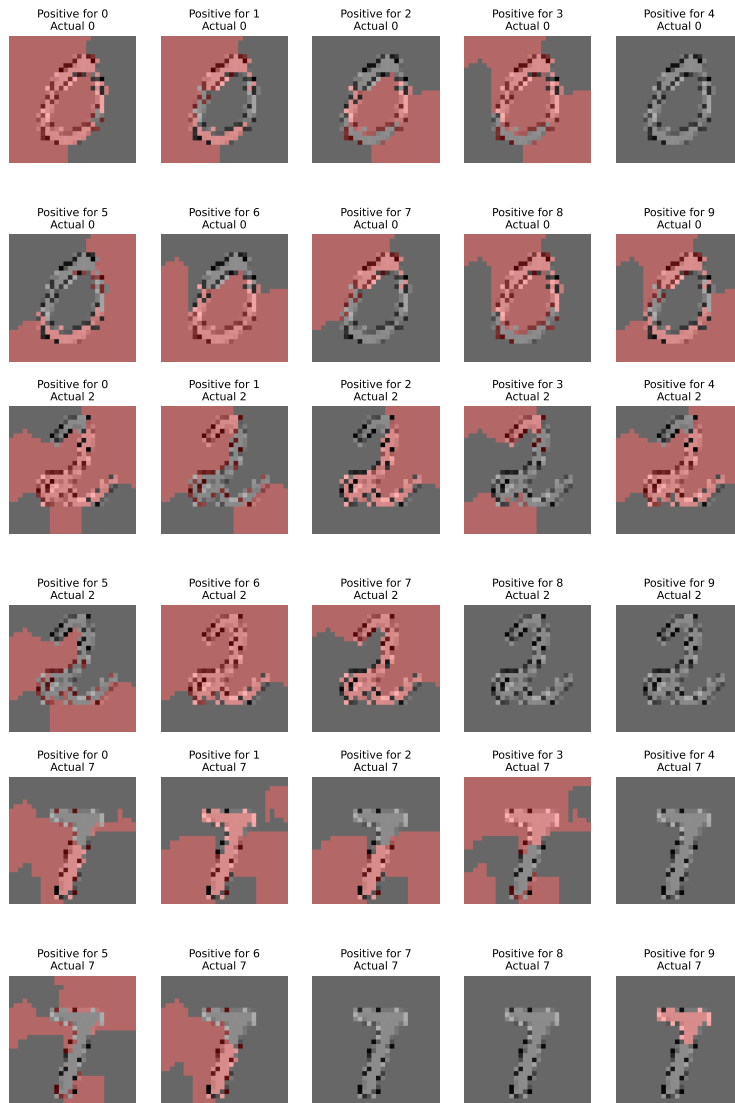 Positive for 0
Actual 0
Positive for 1
Actual 0
Positive for 2
Actual 0
Positive for 3
Actual 0
Positive for 4
Actual 0
Positive for 5
Actual 0
Positive for 6
Actual 0
Positive for 7
Actual 0
Positive for 8
Actual 0
Positive for 9
Actual 0
Positive for 0
Actual 2
Positive for 1
Actual 2
Positive for 2
Actual 2
Positive for 3
Actual 2
Positive for 4
Actual 2
Positive for 5
Actual 2
Positive for 6
Actual 2
Positive for 7
Actual 2
Positive for 8
Actual 2
Positive for 9
Actual 2
Positive for 0
Actual 7
Positive for 1
Actual 7
Positive for 2
Actual 7
Positive for 3
Actual 7
Positive for 4
Actual 7
Positive for 5
Actual 7
Positive for 6
Actual 7
Positive for 7
Actual 7
Positive for 8
Actual 7
Positive for 9
Actual 7